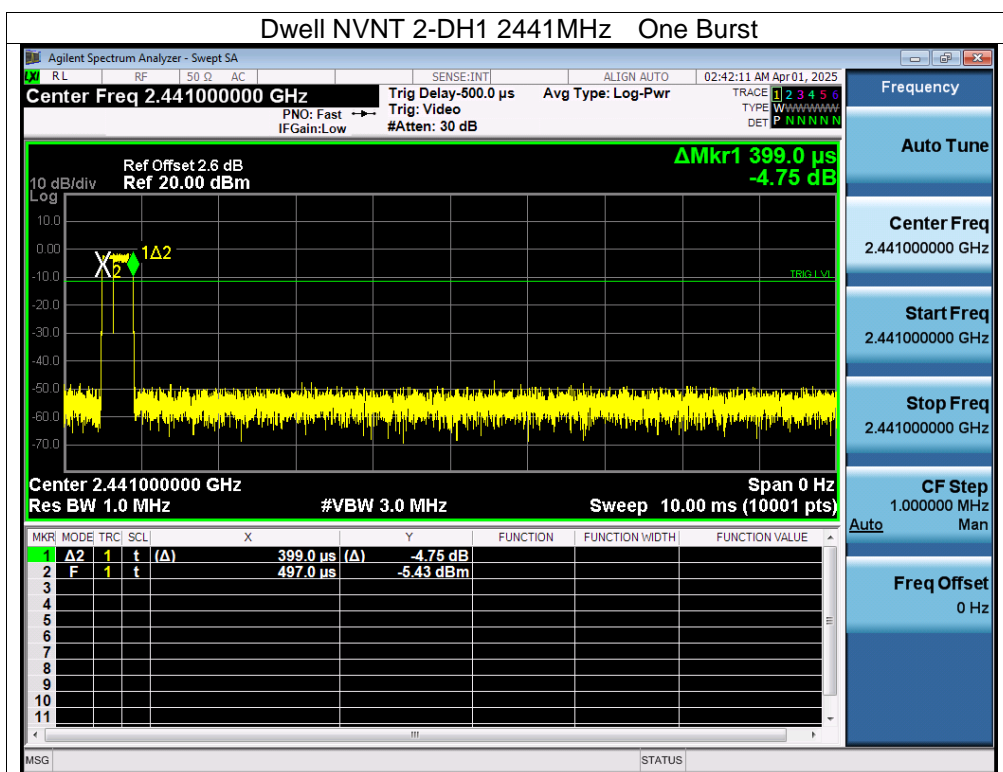 Dwell NVNT 2-DH1 2441MHz One Burst
Agilent Spectrum Analyzer - Swept SA
LXI RL RF 50 Ω AC SENSE:INT ALIGN AUTO 02:42:11 AM Apr 01, 2025
Center Freq 2.441000000 GHz
PNO: Fast
IFGain:Low
Trig Delay-500.0 µs
Trig: Video
#Atten: 30 dB
Avg Type: Log-Pwr
TRACE 1 2 3 4 5 6
TYPE WWWWWW
DET P N N N N N
ΔMkr1 399.0 µs
-4.75 dB
Ref Offset 2.6 dB
10 dB/div Ref 20.00 dBm
Log
10.0
0.00
-10.0
-20.0
-30.0
-40.0
-50.0
-60.0
-70.0
X2
1Δ2
TRIG LVL
Center 2.441000000 GHz Span 0 Hz
Res BW 1.0 MHz #VBW 3.0 MHz Sweep 10.00 ms (10001 pts)
MKR MODE TRC SCL X Y FUNCTION FUNCTION WIDTH FUNCTION VALUE
1 Δ2 1 t (Δ) 399.0 µs (Δ) -4.75 dB
2 F 1 t 497.0 µs -5.43 dBm
3
4
5
6
7
8
9
10
11
MSG STATUS
Frequency
Auto Tune
Center Freq
2.441000000 GHz
Start Freq
2.441000000 GHz
Stop Freq
2.441000000 GHz
CF Step
1.000000 MHz
Auto Man
Freq Offset
0 Hz